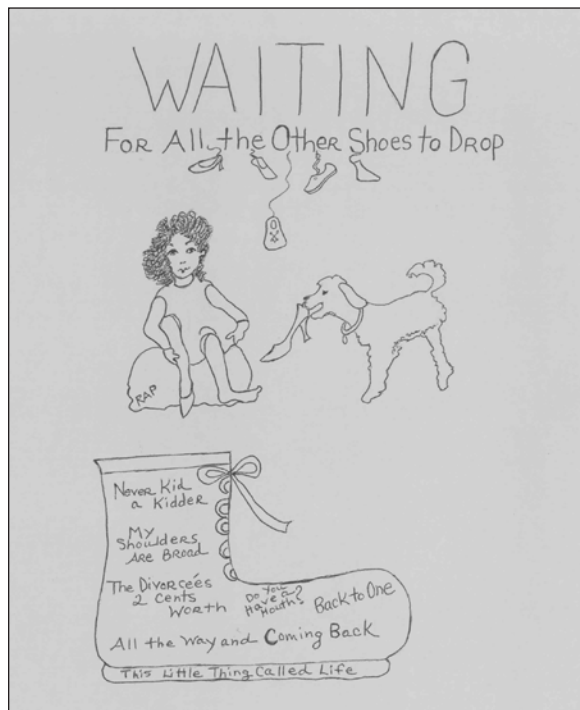 WAITING
For All the Other Shoes to Drop
RAP
Never Kid
a Kidder
My
Shoulders
Are Broad
The Divorceés
2 Cents
Worth
Do You
Have a
Mouth?
Back to One
All the Way and Coming Back
This Little Thing Called Life